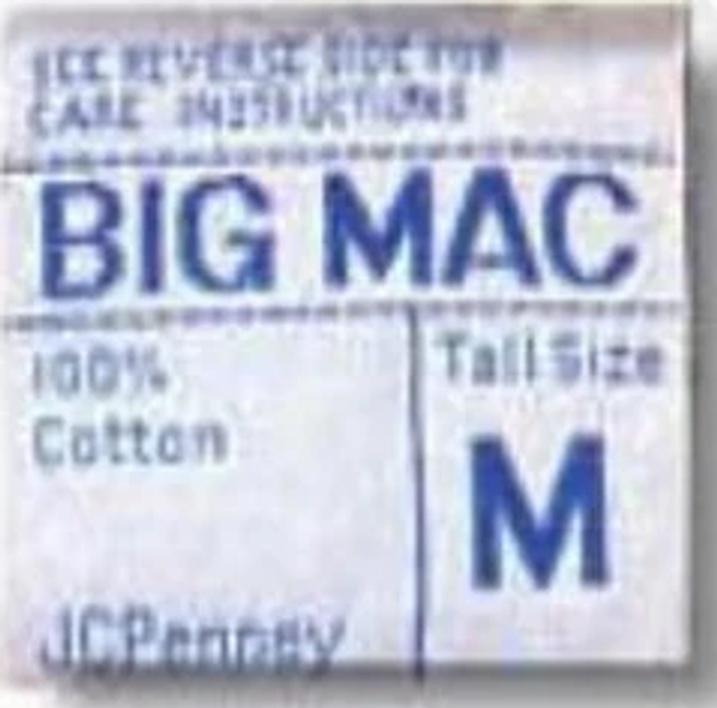 SEE REVERSE SIDE FOR
CARE INSTRUCTIONS
BIG MAC
100%
Cotton
Tall Size
M
JCPenney